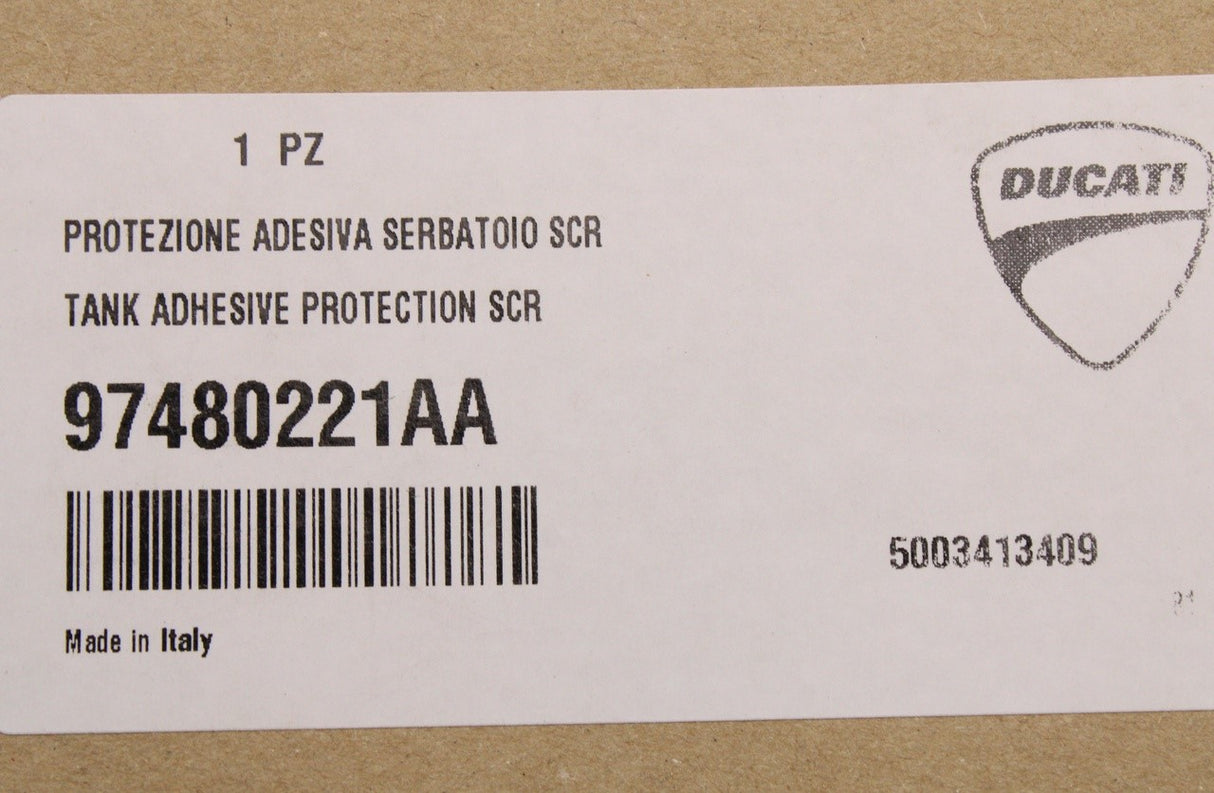 1 PZ
DUCATI
PROTEZIONE ADESIVA SERBATOIO SCR
TANK ADHESIVE PROTECTION SCR
97480221AA
5003413409
Made in Italy